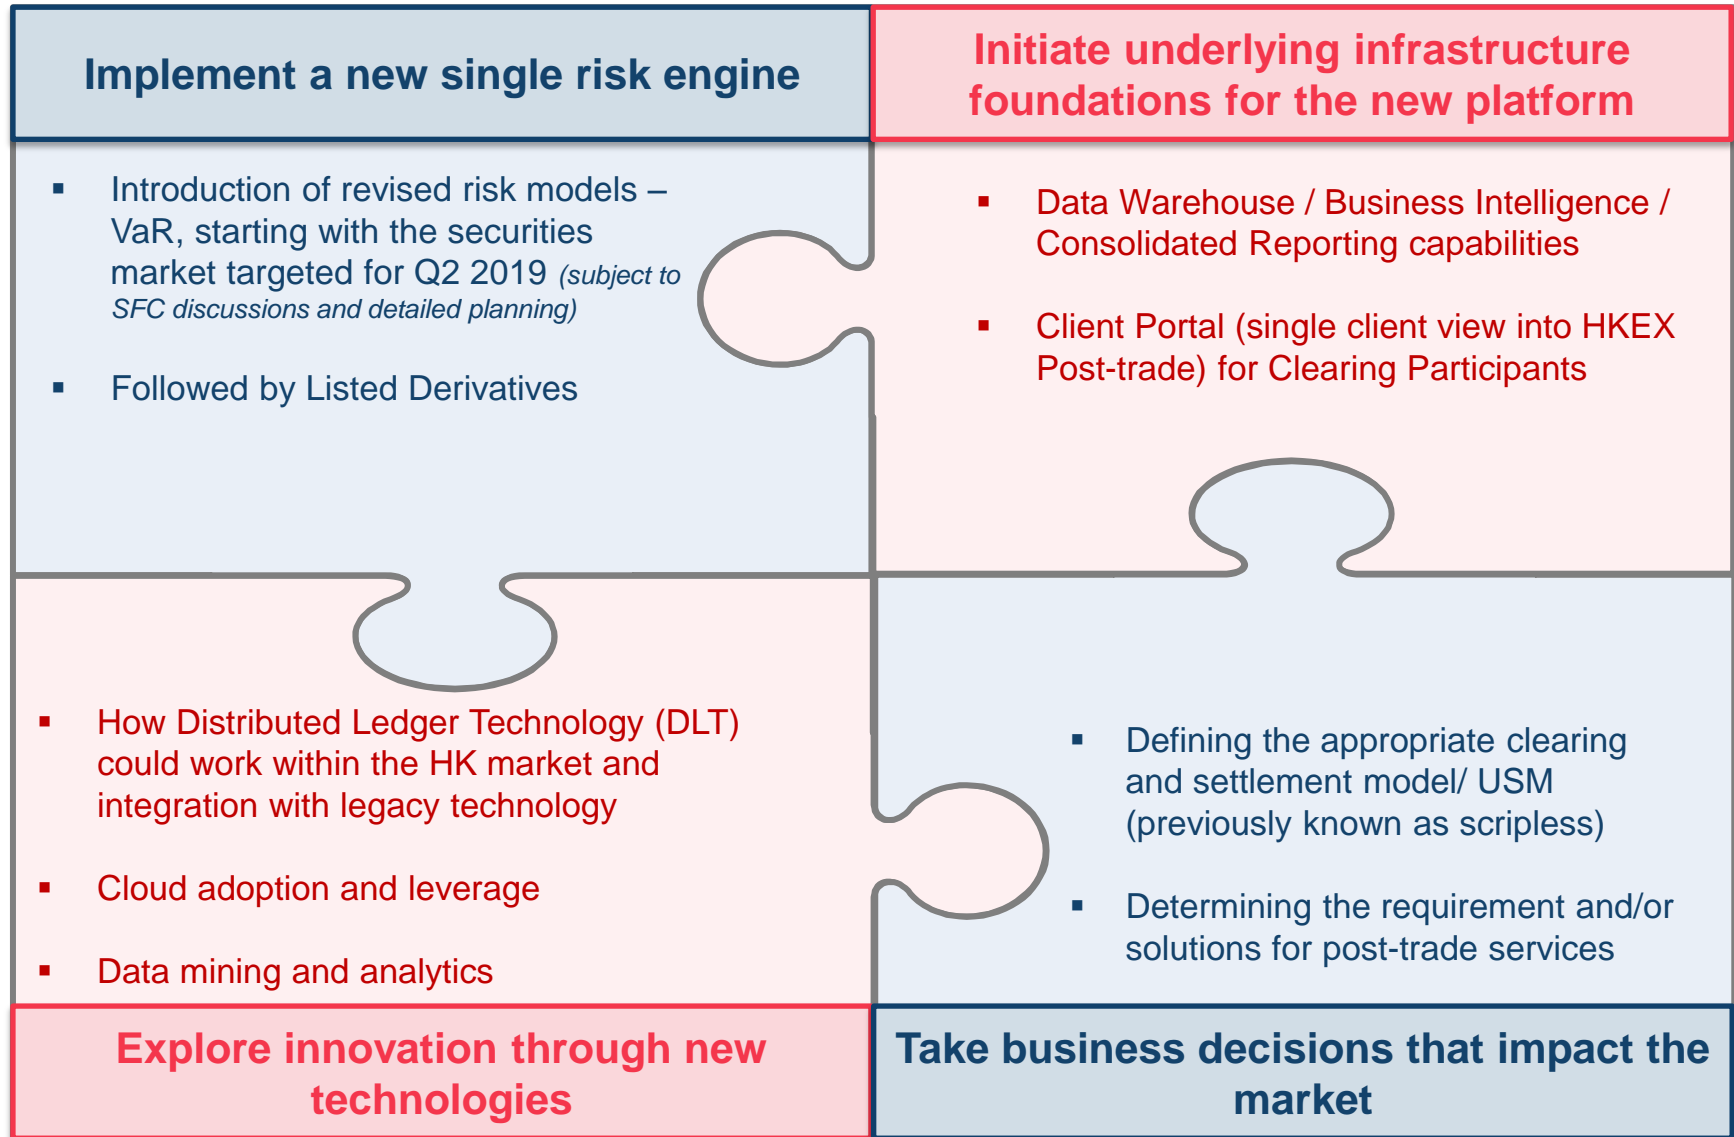 Implement a new single risk engine
▪ Introduction of revised risk models –
VaR, starting with the securities
market targeted for Q2 2019 (subject to
SFC discussions and detailed planning)
▪ Followed by Listed Derivatives
Initiate underlying infrastructure
foundations for the new platform
▪ Data Warehouse / Business Intelligence /
Consolidated Reporting capabilities
▪ Client Portal (single client view into HKEX
Post-trade) for Clearing Participants
▪ How Distributed Ledger Technology (DLT)
could work within the HK market and
integration with legacy technology
▪ Cloud adoption and leverage
▪ Data mining and analytics
Explore innovation through new
technologies
▪ Defining the appropriate clearing
and settlement model/ USM
(previously known as scripless)
▪ Determining the requirement and/or
solutions for post-trade services
Take business decisions that impact the
market